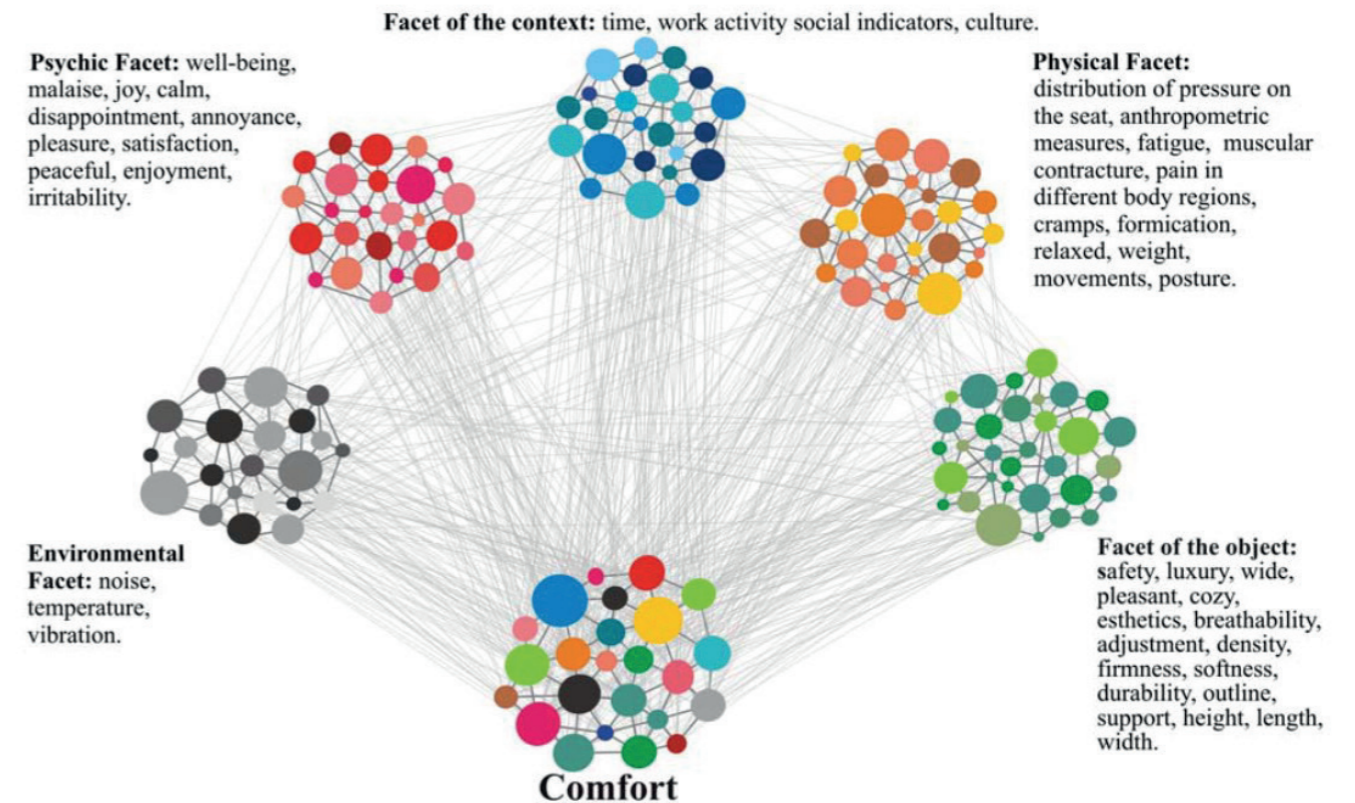 Facet of the context: time, work activity social indicators, culture.
Psychic Facet: well-being,
malaise, joy, calm,
disappointment, annoyance,
pleasure, satisfaction,
peaceful, enjoyment,
irritability.
Physical Facet:
distribution of pressure on
the seat, anthropometric
measures, fatigue, muscular
contracture, pain in
different body regions,
cramps, formication,
relaxed, weight,
movements, posture.
Environmental
Facet: noise,
temperature,
vibration.
Facet of the object:
safety, luxury, wide,
pleasant, cozy,
esthetics, breathability,
adjustment, density,
firmness, softness,
durability, outline,
support, height, length,
width.
Comfort